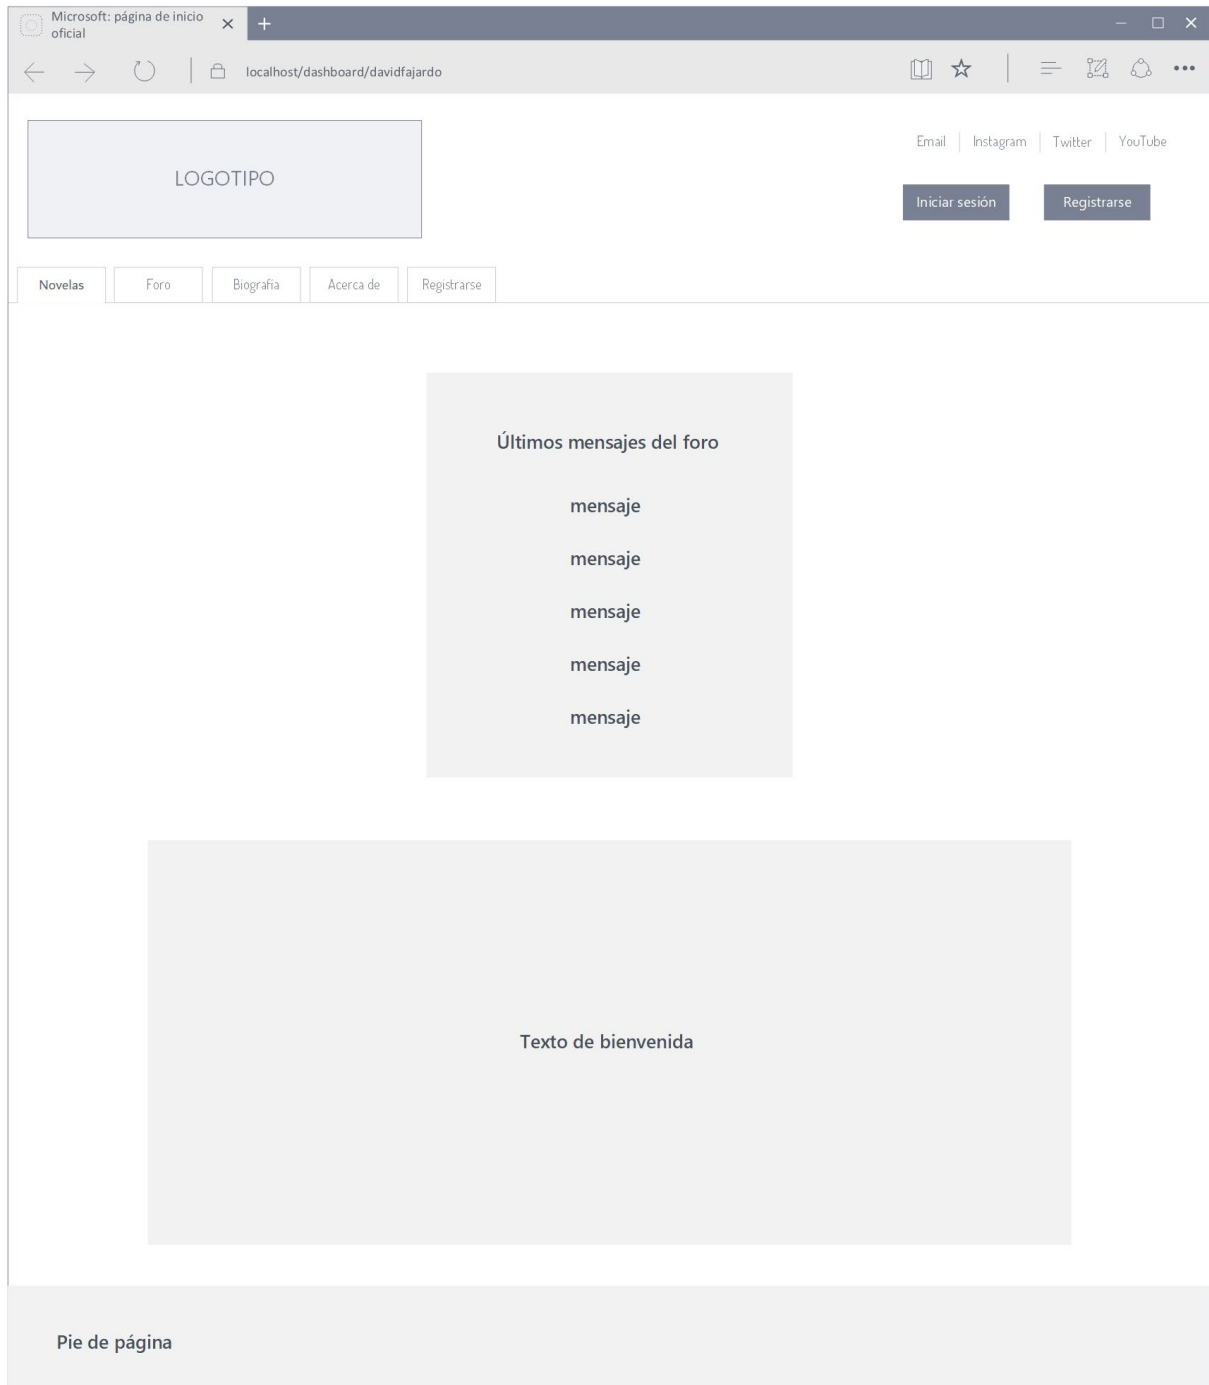 Microsoft: página de inicio
oficial
localhost/dashboard/davidfajardo
LOGOTIPO
Email
Instagram
Twitter
YouTube
Iniciar sesión
Registrarse
Novelas
Foro
Biografía
Acerca de
Registrarse
Últimos mensajes del foro
mensaje
mensaje
mensaje
mensaje
mensaje
Texto de bienvenida
Pie de página